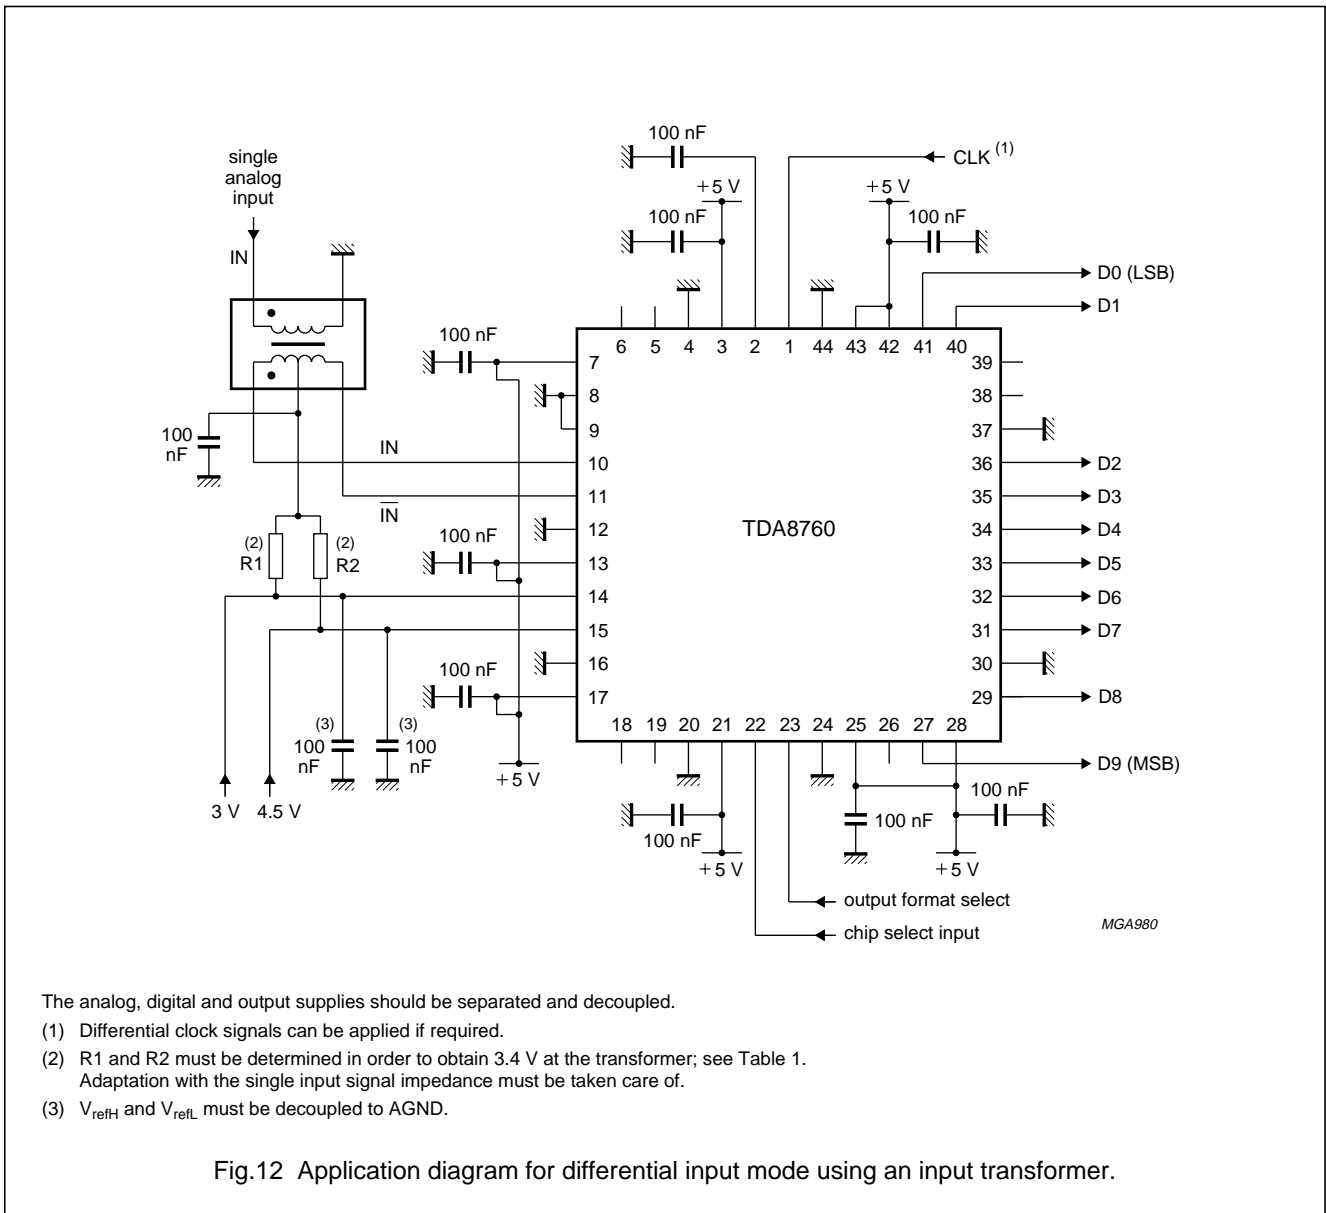 single
analog
input
IN
100 nF
CLK (1)
+5 V
+5 V
100 nF
100 nF
D0 (LSB)
D1
100 nF
6 5 4 3 2 1 44 43 42 41 40
7
8
9
10
11
12
13
14
15
16
17
39
38
37
36
35
34
33
32
31
30
29
100
nF
IN
IN
TDA8760
D2
D3
D4
D5
D6
D7
D8
(2)
R1
(2)
R2
100 nF
100 nF
18 19 20 21 22 23 24 25 26 27 28
(3)
100
nF
(3)
100
nF
+5 V
3 V 4.5 V
D9 (MSB)
100 nF
100 nF
100 nF
+5 V
+5 V
output format select
chip select input
MGA980
The analog, digital and output supplies should be separated and decoupled.
(1) Differential clock signals can be applied if required.
(2) R1 and R2 must be determined in order to obtain 3.4 V at the transformer; see Table 1.
Adaptation with the single input signal impedance must be taken care of.
(3) VrefH and VrefL must be decoupled to AGND.
Fig.12 Application diagram for differential input mode using an input transformer.